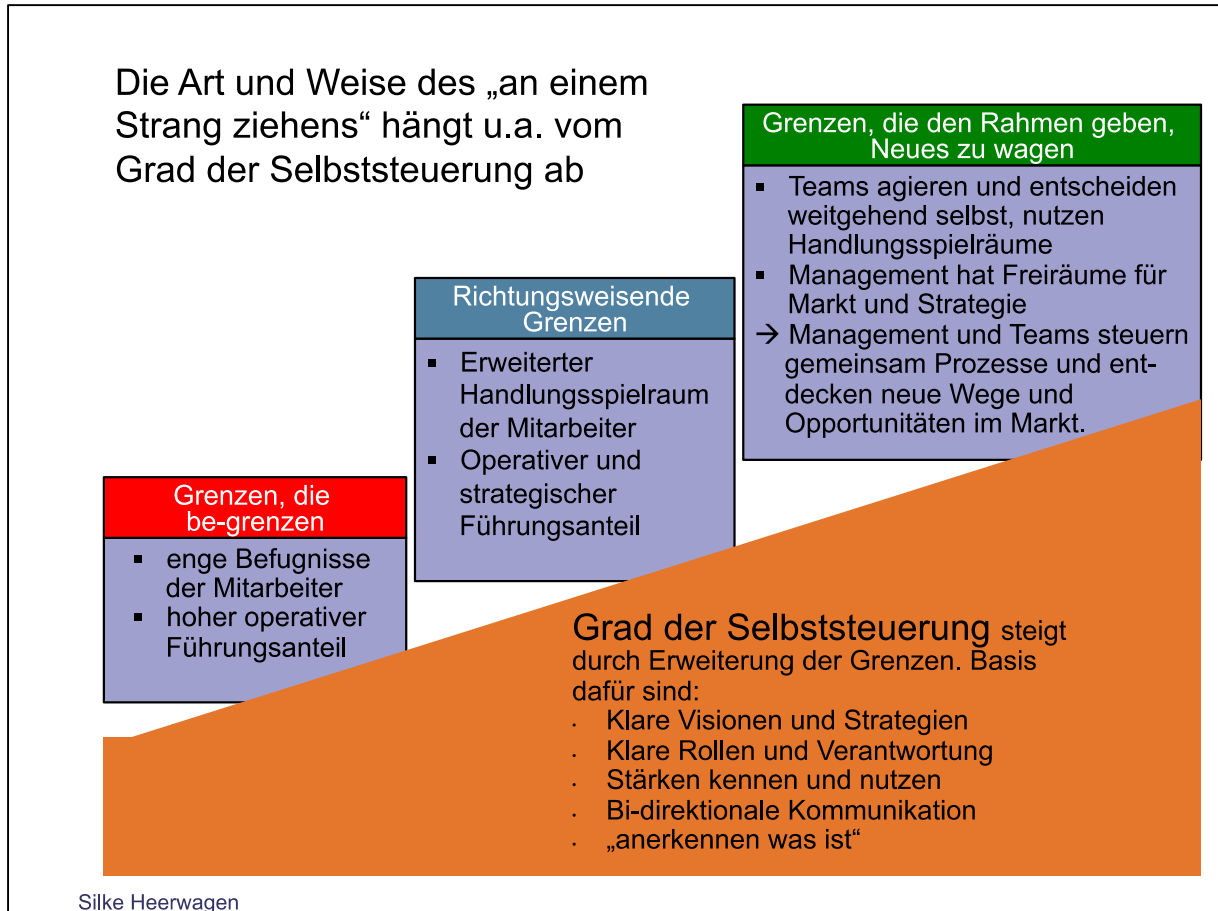 Die Art und Weise des „an einem
Strang ziehens“ hängt u.a. vom
Grad der Selbststeuerung ab
Grenzen, die den Rahmen geben,
Neues zu wagen
▪ Teams agieren und entscheiden
weitgehend selbst, nutzen
Handlungsspielräume
▪ Management hat Freiräume für
Markt und Strategie
→ Management und Teams steuern
gemeinsam Prozesse und ent-
decken neue Wege und
Opportunitäten im Markt.
Richtungsweisende
Grenzen
▪ Erweiterter
Handlungsspielraum
der Mitarbeiter
▪ Operativer und
strategischer
Führungsanteil
Grenzen, die
be-grenzen
▪ enge Befugnisse
der Mitarbeiter
▪ hoher operativer
Führungsanteil
Grad der Selbststeuerung steigt
durch Erweiterung der Grenzen. Basis
dafür sind:
• Klare Visionen und Strategien
• Klare Rollen und Verantwortung
• Stärken kennen und nutzen
• Bi-direktionale Kommunikation
• „anerkennen was ist“
Silke Heerwagen